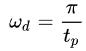 ω_d = π / t_p